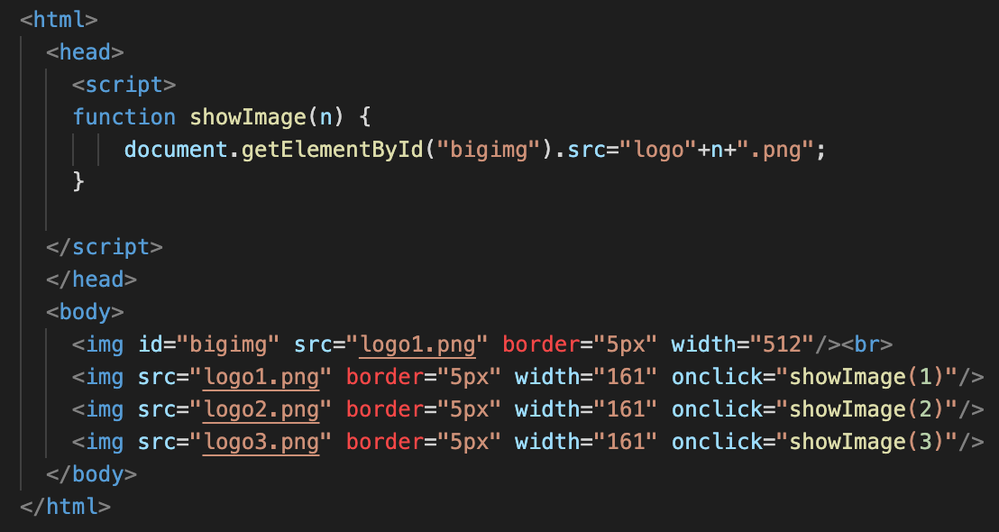 <html>
<head>
<script>
function showImage(n) {
document.getElementById("bigimg").src="logo"+n+".png";
}
</script>
</head>
<body>
<img id="bigimg" src="logo1.png" border="5px" width="512"/><br>
<img src="logo1.png" border="5px" width="161" onclick="showImage(1)"/>
<img src="logo2.png" border="5px" width="161" onclick="showImage(2)"/>
<img src="logo3.png" border="5px" width="161" onclick="showImage(3)"/>
</body>
</html>